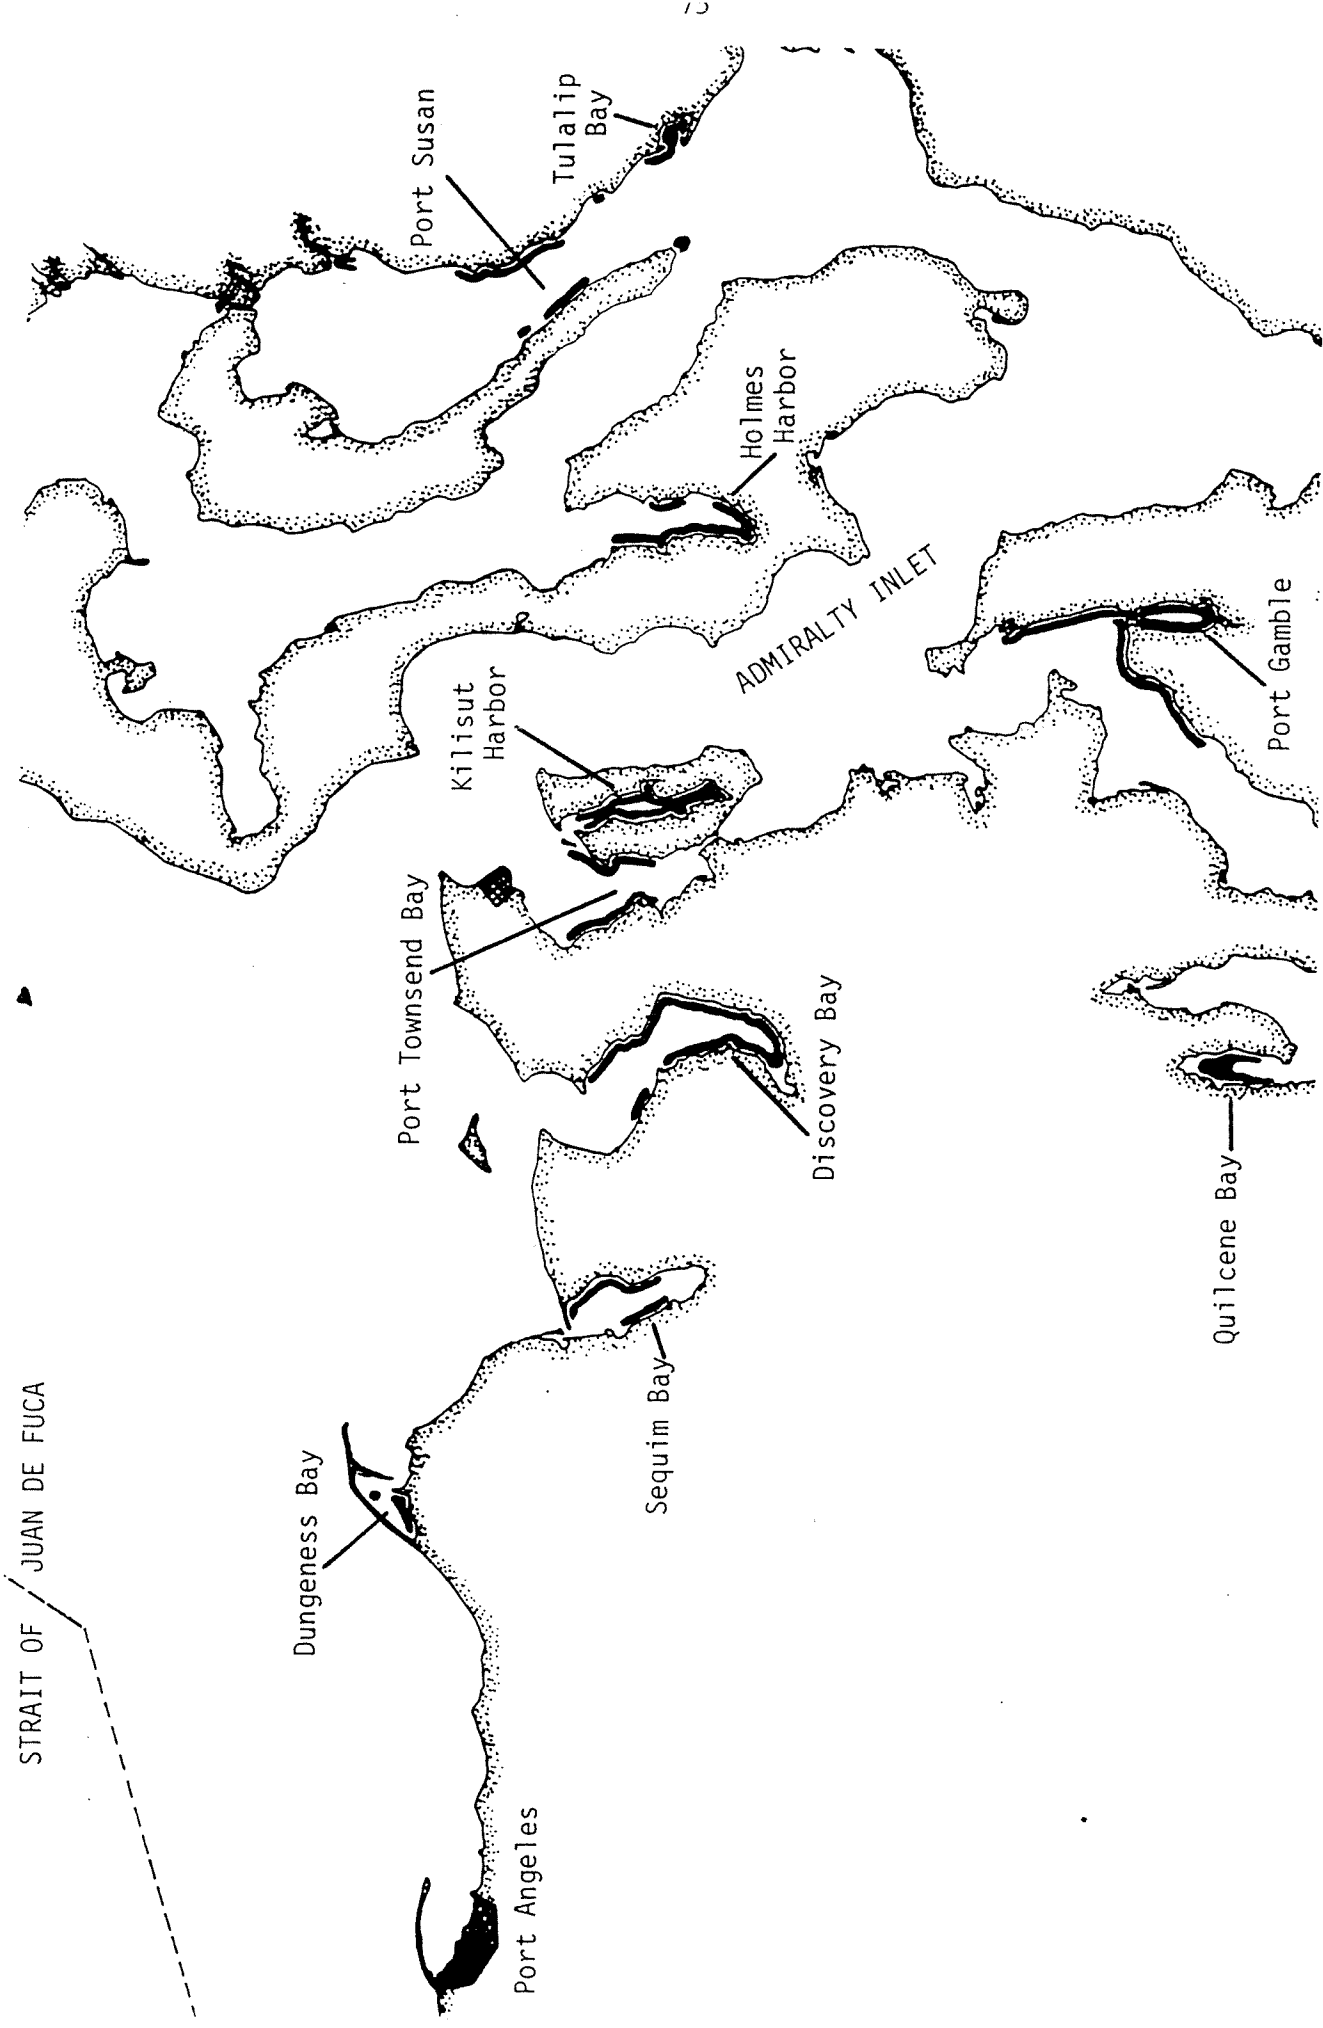 STRAIT OF JUAN DE FUCA
Port Angeles
Dungeness Bay
Sequim Bay
Discovery Bay
Port Townsend Bay
Kilisut
Harbor
ADMIRALTY INLET
Holmes
Harbor
Port Susan
Tulalip
Bay
Port Gamble
Quilcene Bay